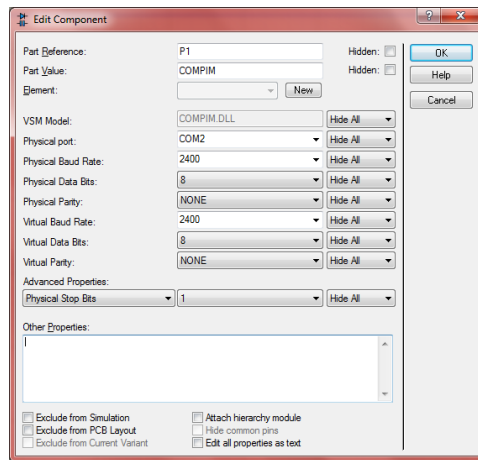 Edit Component
Part Reference: P1 Hidden: OK
Part Value: COMPIM Hidden: Help
Element: New Cancel
VSM Model: COMPIM.DLL Hide All
Physical port: COM2 Hide All
Physical Baud Rate: 2400 Hide All
Physical Data Bits: 8 Hide All
Physical Parity: NONE Hide All
Virtual Baud Rate: 2400 Hide All
Virtual Data Bits: 8 Hide All
Virtual Parity: NONE Hide All
Advanced Properties:
Physical Stop Bits 1 Hide All
Other Properties:
Exclude from Simulation Attach hierarchy module
Exclude from PCB Layout Hide common pins
Exclude from Current Variant Edit all properties as text